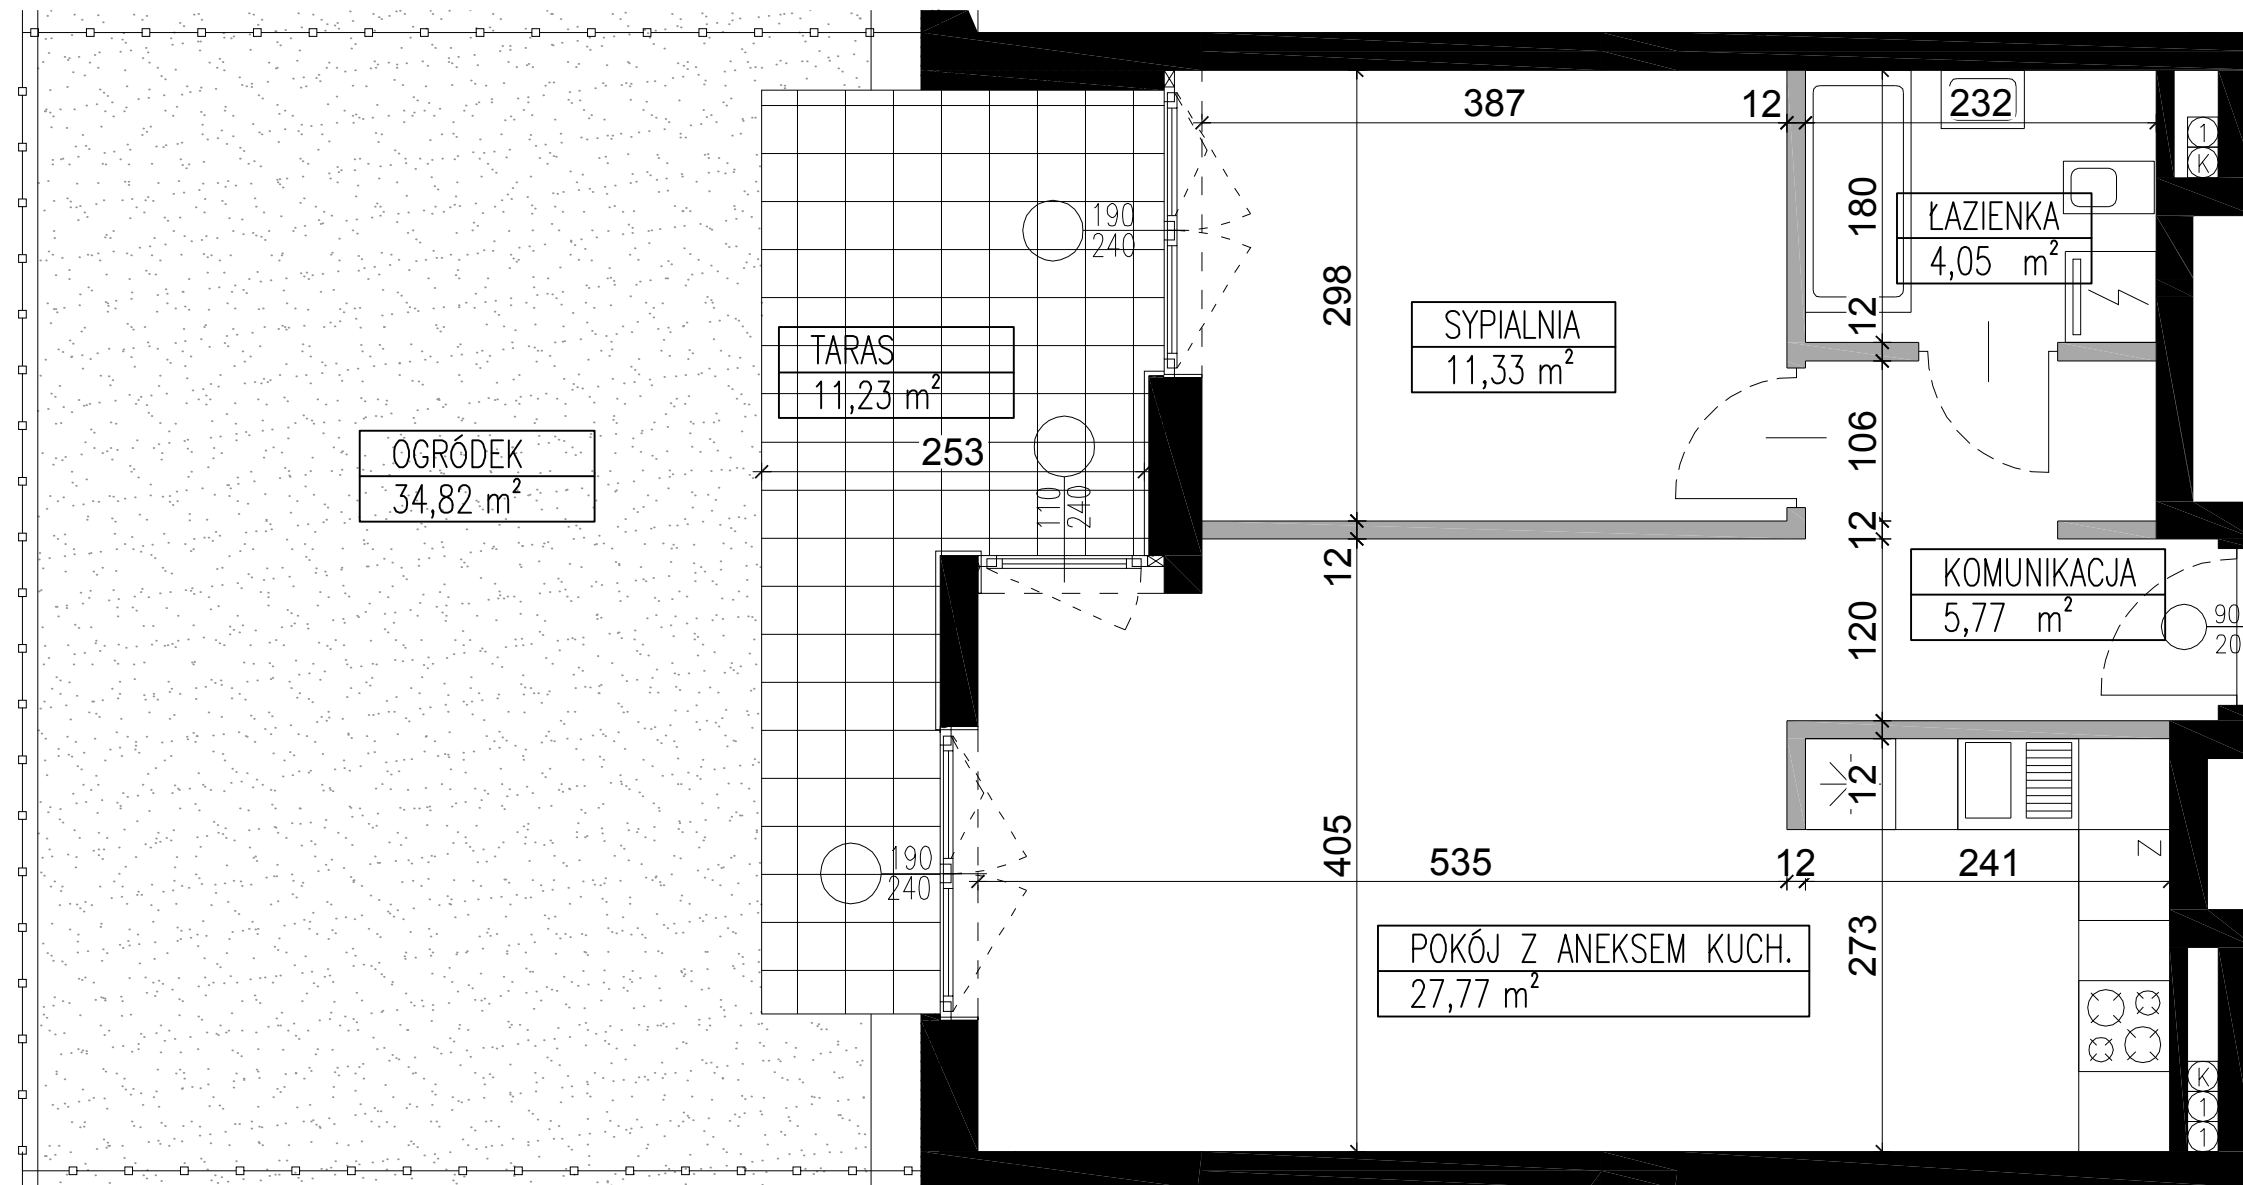 387
12
232
1
K
190
240
180
ŁAZIENKA
4,05 m²
298
12
SYPIALNIA
11,33 m²
TARAS
11,23 m²
253
OGRÓDEK
34,82 m²
110
240
106
12
12
KOMUNIKACJA
5,77 m²
120
90
20
12
190
240
405
535
12
241
Z
273
POKÓJ Z ANEKSEM KUCH.
27,77 m²
K
1
1